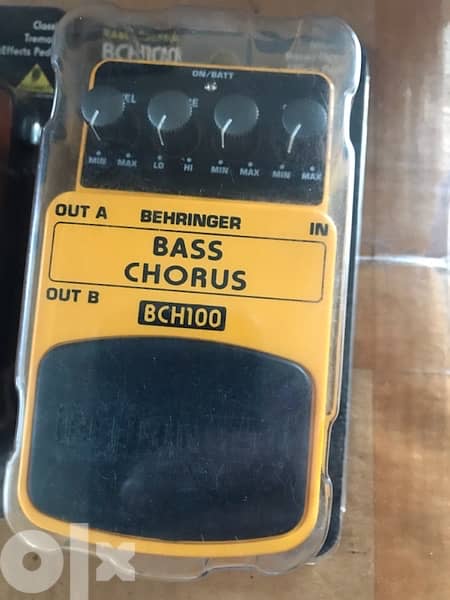 Classic
BCH100
ON/BATT
MIN MAX LO HI MIN MAX MIN MAX
OUT A BEHRINGER IN
BASS
CHORUS
OUT B
BCH100
olx